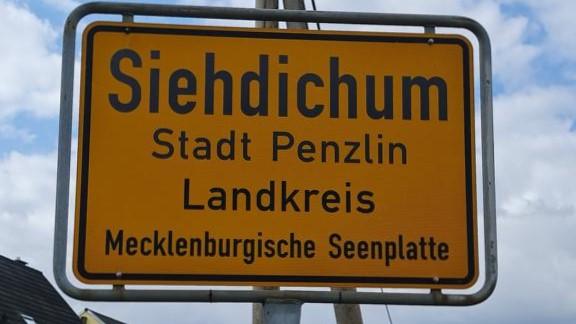 Siehdichum
Stadt Penzlin
Landkreis
Mecklenburgische Seenplatte